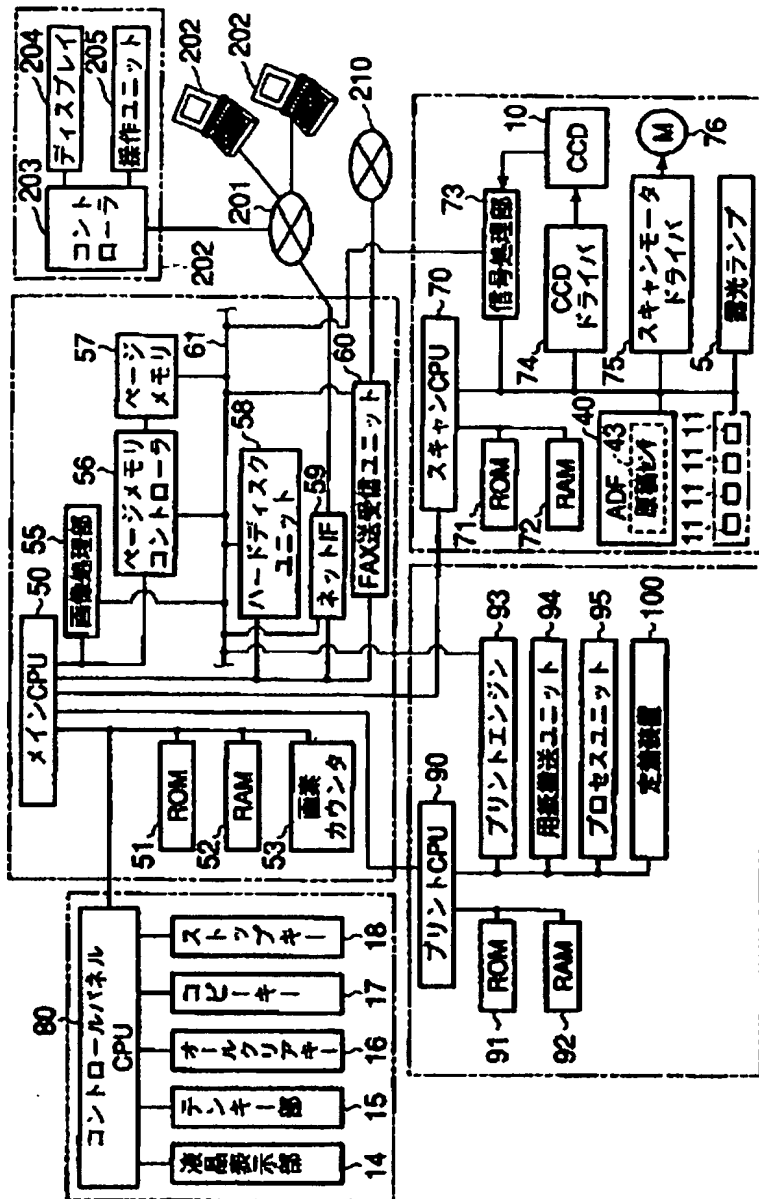 80
コントロールパネル
CPU
液晶表示部
14
テンキー部
15
オールクリアキー
16
コピーキー
17
ストップキー
18
メインCPU
50
51
ROM
52
RAM
53
画素
カウンタ
55
画像処理部
56
ページメモリ
コントローラ
57
ページ
メモリ
61
ハードディスク
ユニット
58
ネットIF
59
FAX送受信ユニット
60
203
コント
ローラ
204
ディスプレイ
205
操作ユニット
202
202
202
201
210
プリントCPU
90
91
ROM
92
RAM
プリントエンジン
93
用紙搬送ユニット
94
プロセスユニット
95
定着装置
100
スキャンCPU
70
71
ROM
72
RAM
73
信号処理部
10
CCD
74
CCD
ドライバ
75
スキャンモータ
ドライバ
M
76
5
露光ランプ
40
ADF
43
原稿センサ
11
11
11
11